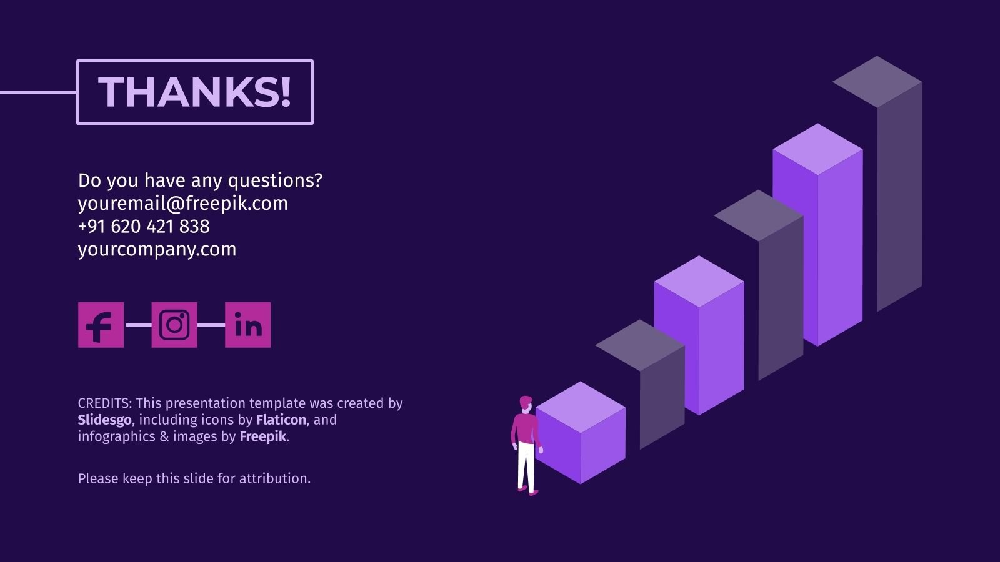 THANKS!
Do you have any questions?
youremail@freepik.com
+91 620 421 838
yourcompany.com
CREDITS: This presentation template was created by
Slidesgo, including icons by Flaticon, and
infographics & images by Freepik.
Please keep this slide for attribution.